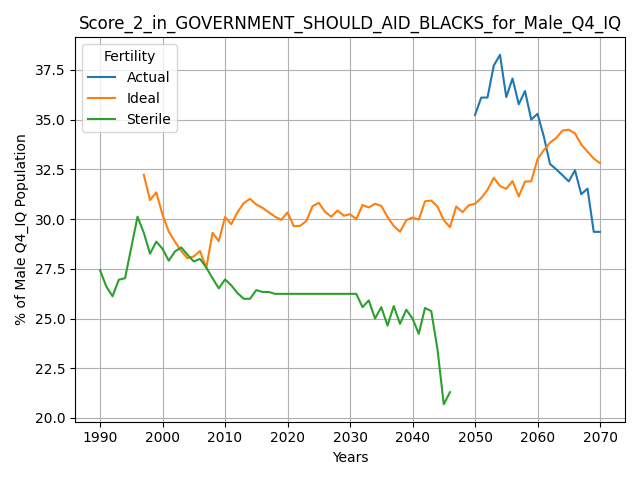 Score_2_in_GOVERNMENT_SHOULD_AID_BLACKS_for_Male_Q4_IQ
Fertility
Actual
Ideal
Sterile
% of Male Q4_IQ Population
37.5
35.0
32.5
30.0
27.5
25.0
22.5
20.0
1990 2000 2010 2020 2030 2040 2050 2060 2070
Years